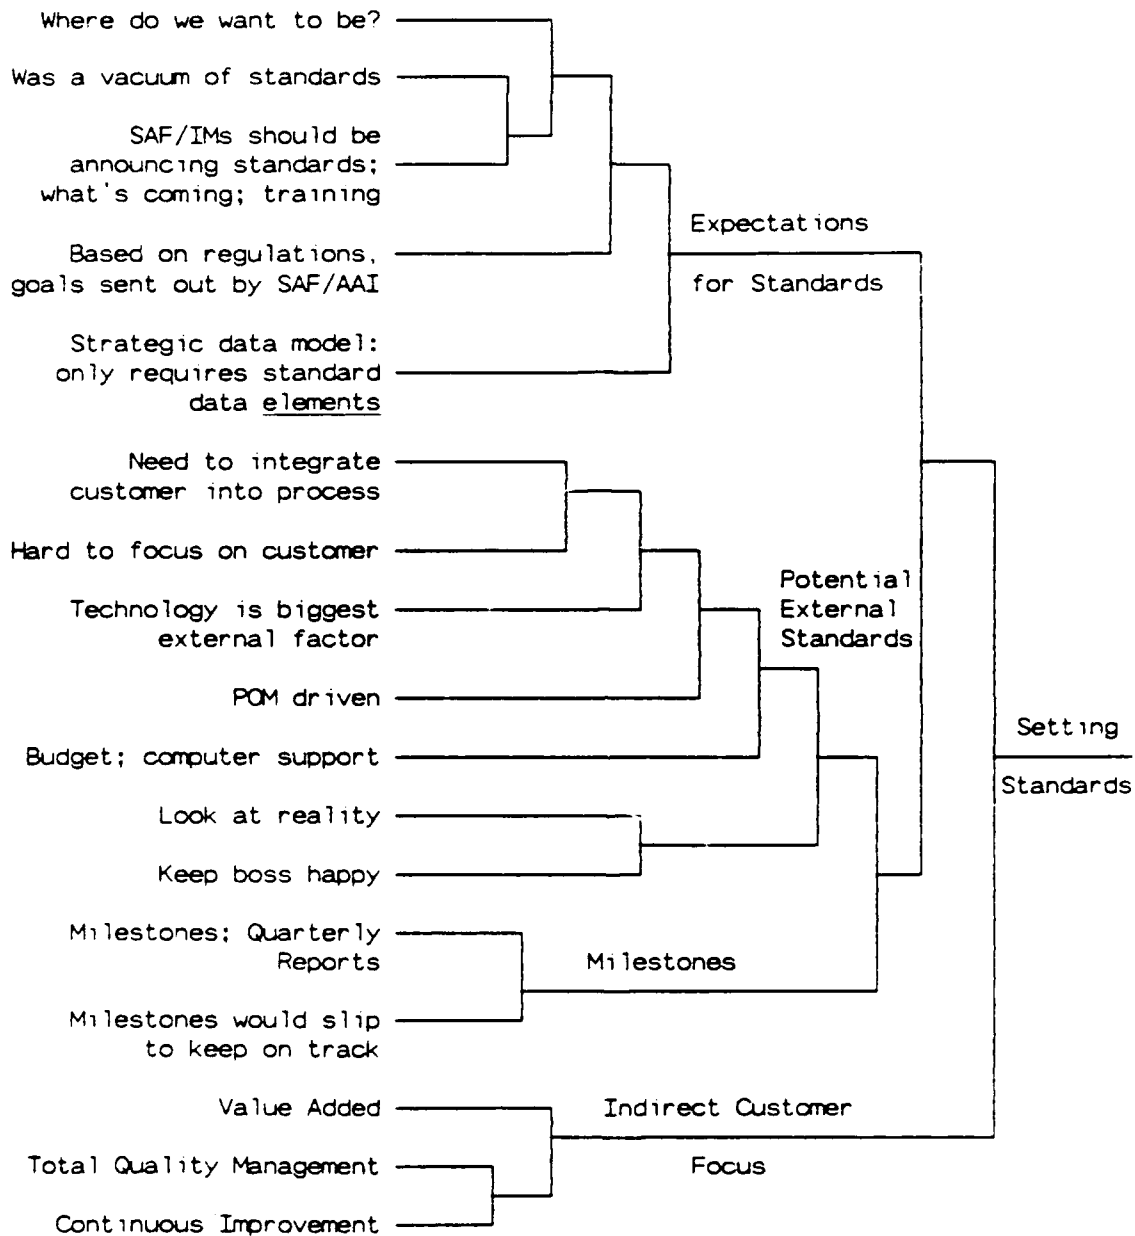 Where do we want to be?
Was a vacuum of standards
SAF/IMs should be
announcing standards;
what's coming; training
Based on regulations,
goals sent out by SAF/AAI
Strategic data model:
only requires standard
data elements
Expectations
for Standards
Need to integrate
customer into process
Hard to focus on customer
Technology is biggest
external factor
POM driven
Budget; computer support
Look at reality
Keep boss happy
Potential
External
Standards
Milestones; Quarterly
Reports
Milestones would slip
to keep on track
Milestones
Value Added
Total Quality Management
Continuous Improvement
Indirect Customer
Focus
Setting
Standards